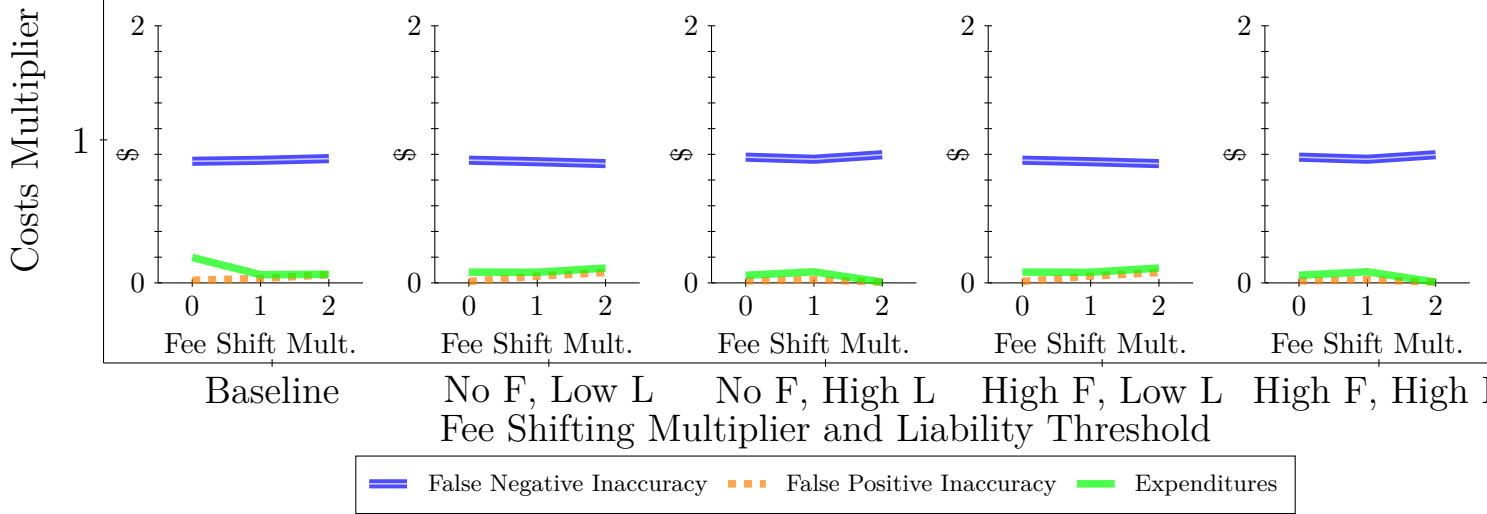 Costs Multiplier
1
2
0
$
0 1 2
Fee Shift Mult.
2
0
$
0 1 2
Fee Shift Mult.
2
0
$
0 1 2
Fee Shift Mult.
2
0
$
0 1 2
Fee Shift Mult.
2
0
$
0 1 2
Fee Shift Mult.
Baseline
No F, Low L
No F, High L
High F, Low L
High F, High
Fee Shifting Multiplier and Liability Threshold
False Negative Inaccuracy
False Positive Inaccuracy
Expenditures